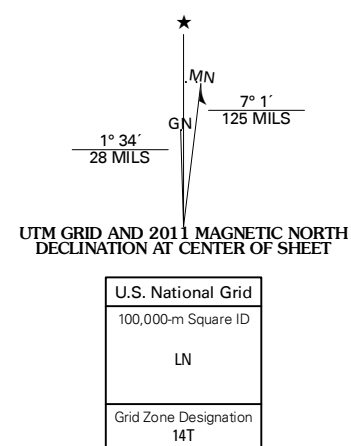 ★
MN
GN
7° 1´
125 MILS
1° 34´
28 MILS
UTM GRID AND 2011 MAGNETIC NORTH
DECLINATION AT CENTER OF SHEET
U.S. National Grid
100,000-m Square ID
LN
Grid Zone Designation
14T